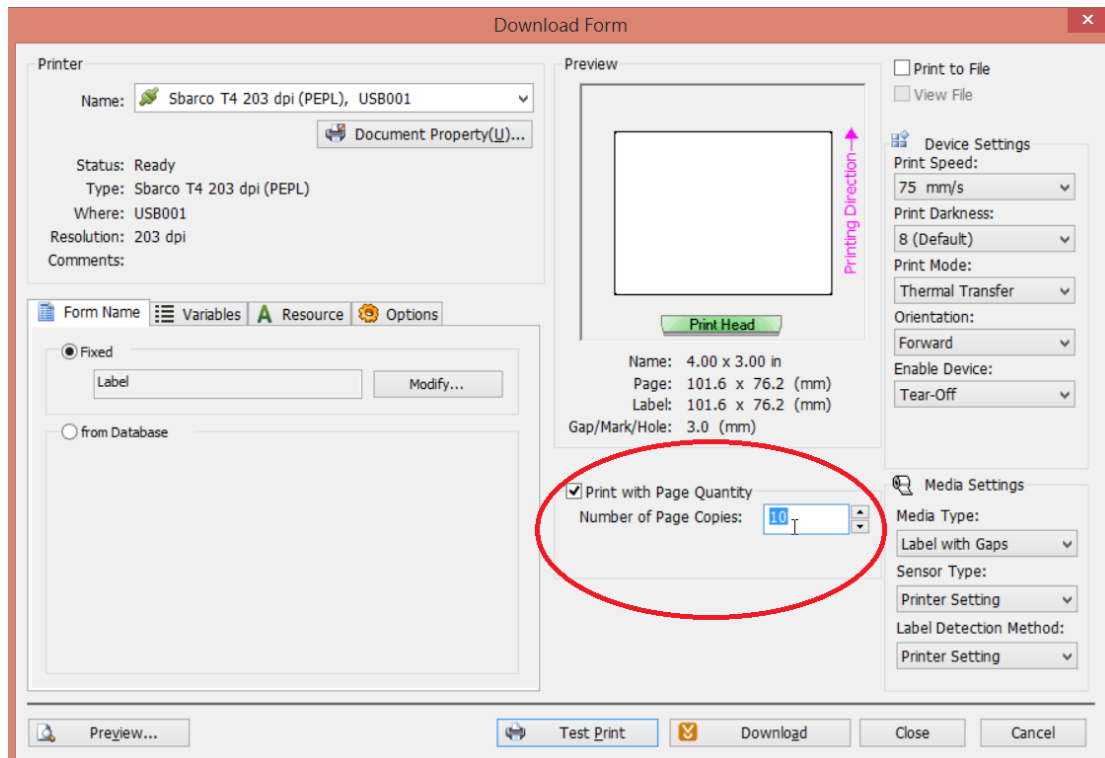 Download Form
Printer
Name: Sbarco T4 203 dpi (PEPL), USB001
Document Property(U)...
Status: Ready
Type: Sbarco T4 203 dpi (PEPL)
Where: USB001
Resolution: 203 dpi
Comments:
Form Name Variables A Resource Options
Fixed
Label Modify...
from Database
Preview
Printing Direction
Print Head
Name: 4.00 x 3.00 in
Page: 101.6 x 76.2 (mm)
Label: 101.6 x 76.2 (mm)
Gap/Mark/Hole: 3.0 (mm)
Print with Page Quantity
Number of Page Copies: 10
Print to File
View File
Device Settings
Print Speed:
75 mm/s
Print Darkness:
8 (Default)
Print Mode:
Thermal Transfer
Orientation:
Forward
Enable Device:
Tear-Off
Media Settings
Media Type:
Label with Gaps
Sensor Type:
Printer Setting
Label Detection Method:
Printer Setting
Preview... Test Print Download Close Cancel